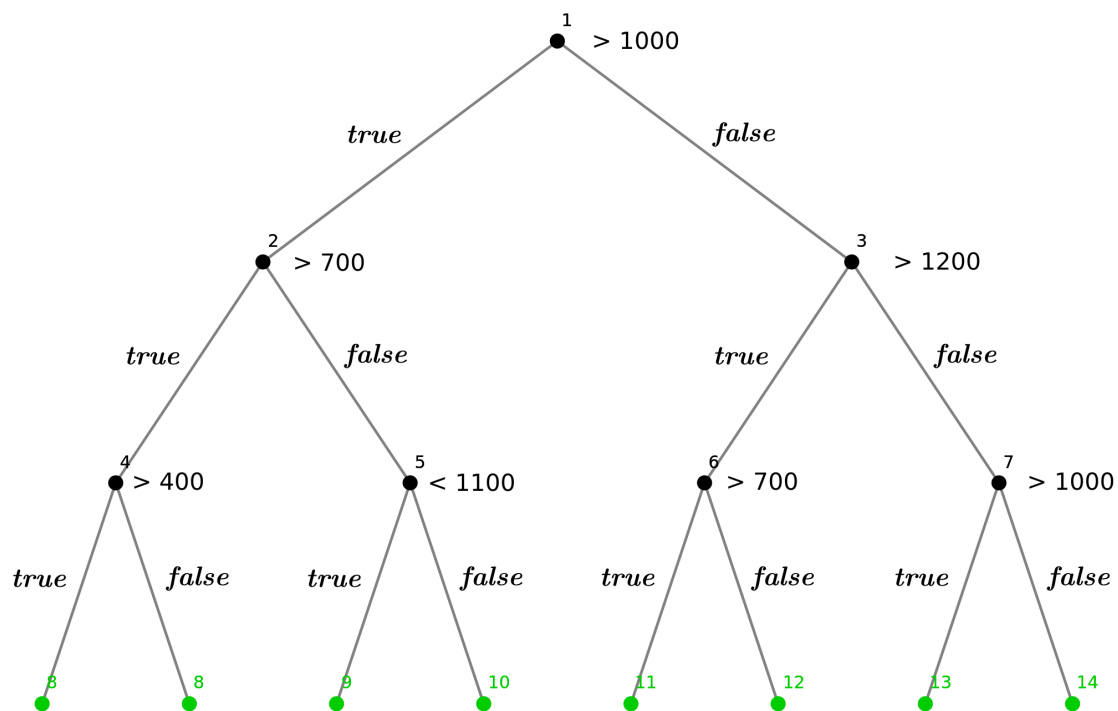 1
> 1000
true
false
2
> 700
3
> 1200
true
false
true
false
4
> 400
5
< 1100
6
> 700
7
> 1000
true
false
true
false
true
false
true
false
8
8
9
10
11
12
13
14